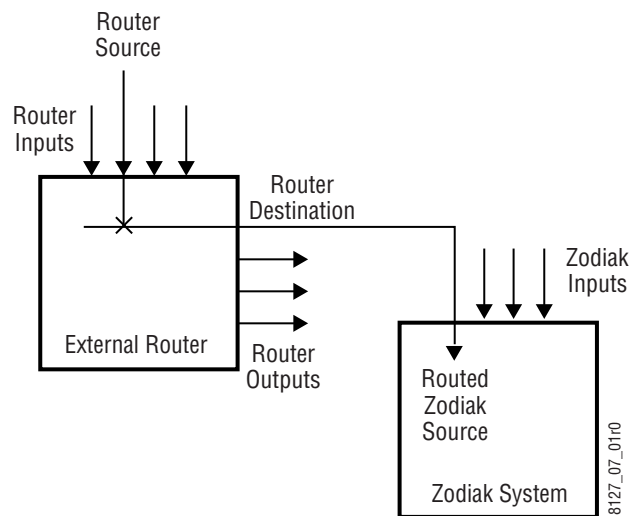 Router
Source
Router
Inputs
Router
Destination
External Router
Router
Outputs
Zodiak
Inputs
Routed
Zodiak
Source
Zodiak System
8127_07_01r0